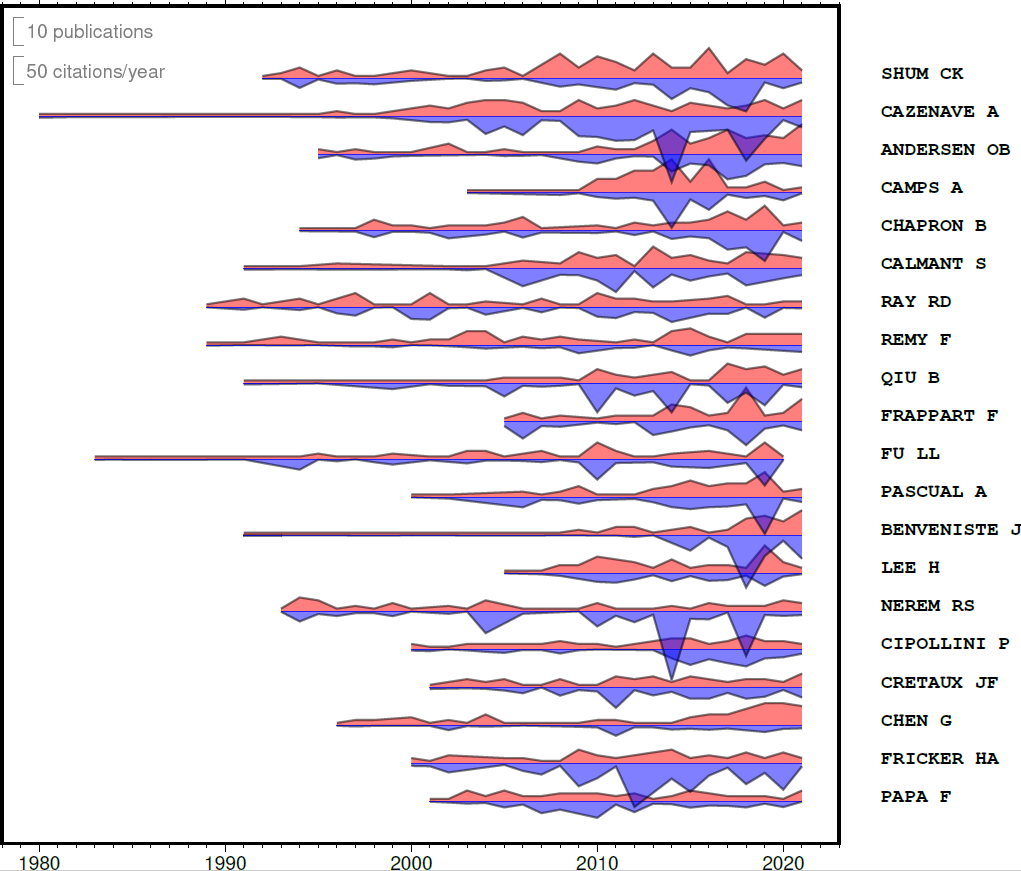 10 publications
50 citations/year
SHUM CK
CAZENAVE A
ANDERSEN OB
CAMPS A
CHAPRON B
CALMANT S
RAY RD
REMY F
QIU B
FRAPPART F
FU LL
PASCUAL A
BENVENISTE J
LEE H
NEREM RS
CIPOLLINI P
CRETAUX JF
CHEN G
FRICKER HA
PAPA F
1980 1990 2000 2010 2020